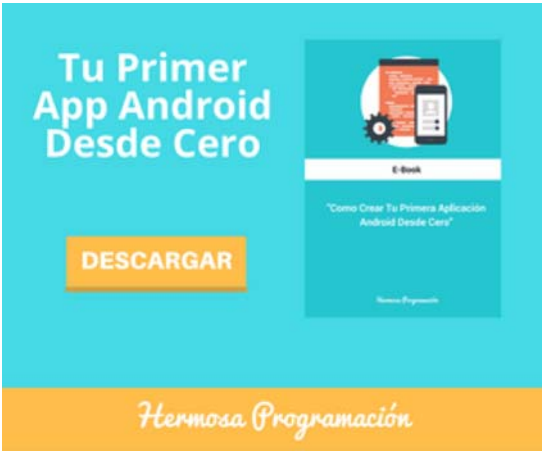 Tu Primer
App Android
Desde Cero
DESCARGAR
E-Book
"Como Crear Tu Primera Aplicación
Android Desde Cero"
Hermosa Programación
Hermosa Programación